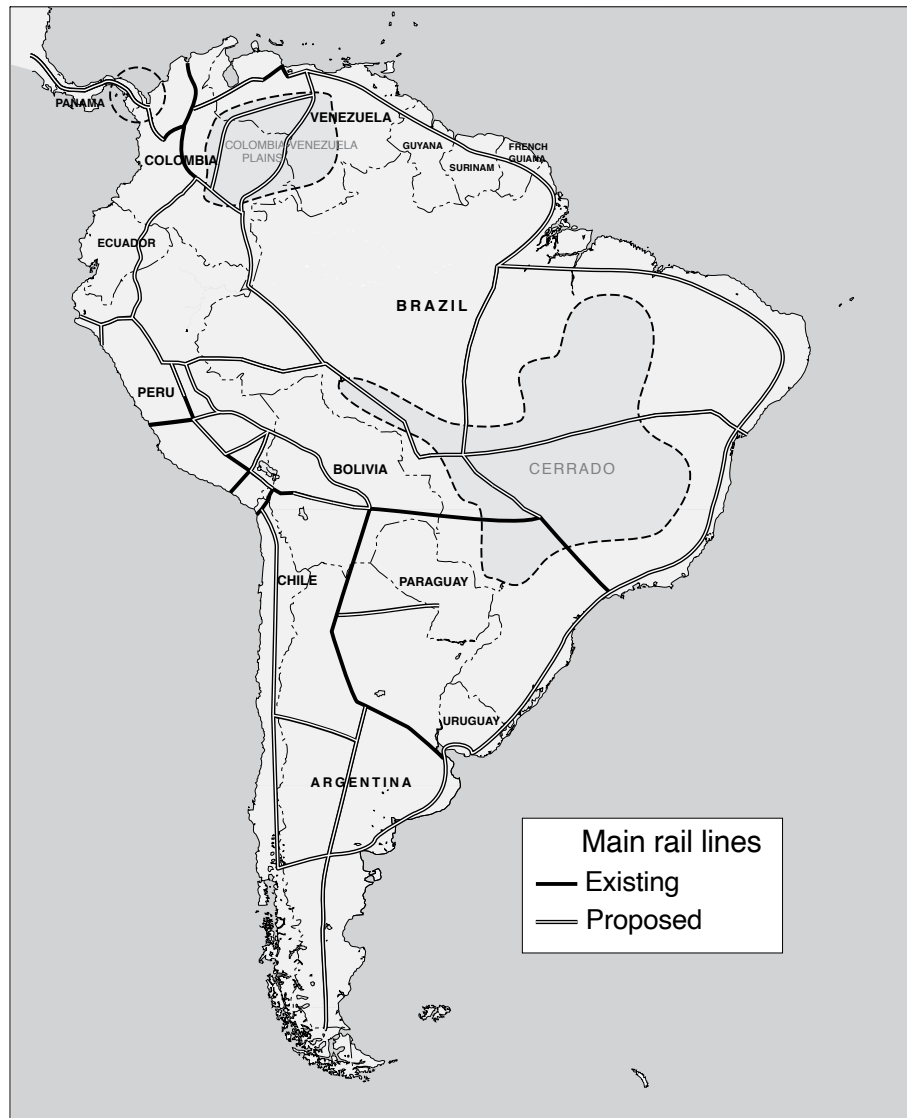 PANAMA
VENEZUELA
COLOMBIA
COLOMBIA-VENEZUELA
PLAINS
GUYANA
SURINAM
FRENCH
GUIANA
ECUADOR
BRAZIL
PERU
BOLIVIA
CERRADO
CHILE
PARAGUAY
URUGUAY
ARGENTINA
Main rail lines
Existing
Proposed